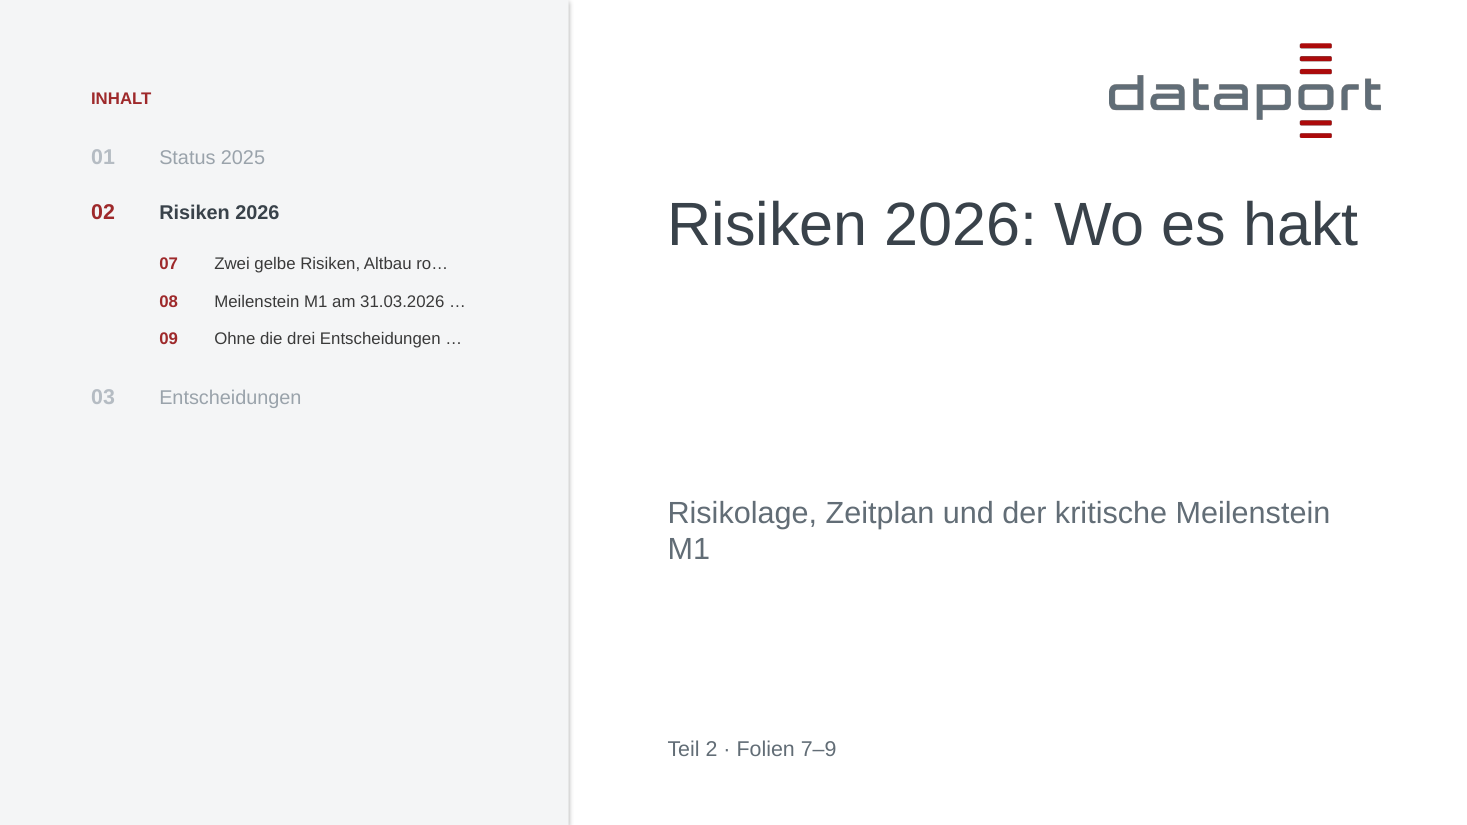 INHALT
01 Status 2025
02 Risiken 2026
07 Zwei gelbe Risiken, Altbau ro…
08 Meilenstein M1 am 31.03.2026 …
09 Ohne die drei Entscheidungen …
03 Entscheidungen
dataport
Risiken 2026: Wo es hakt
Risikolage, Zeitplan und der kritische Meilenstein
M1
Teil 2 · Folien 7–9